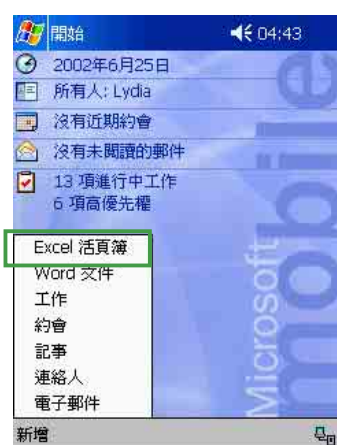 開始 04:43
2002年6月25日
所有人: Lydia
沒有近期約會
沒有未閱讀的郵件
13 項進行中工作
6 項高優先權
Excel 活頁簿
Word 文件
工作
約會
記事
連絡人
電子郵件
新增
Microsoft
mobile